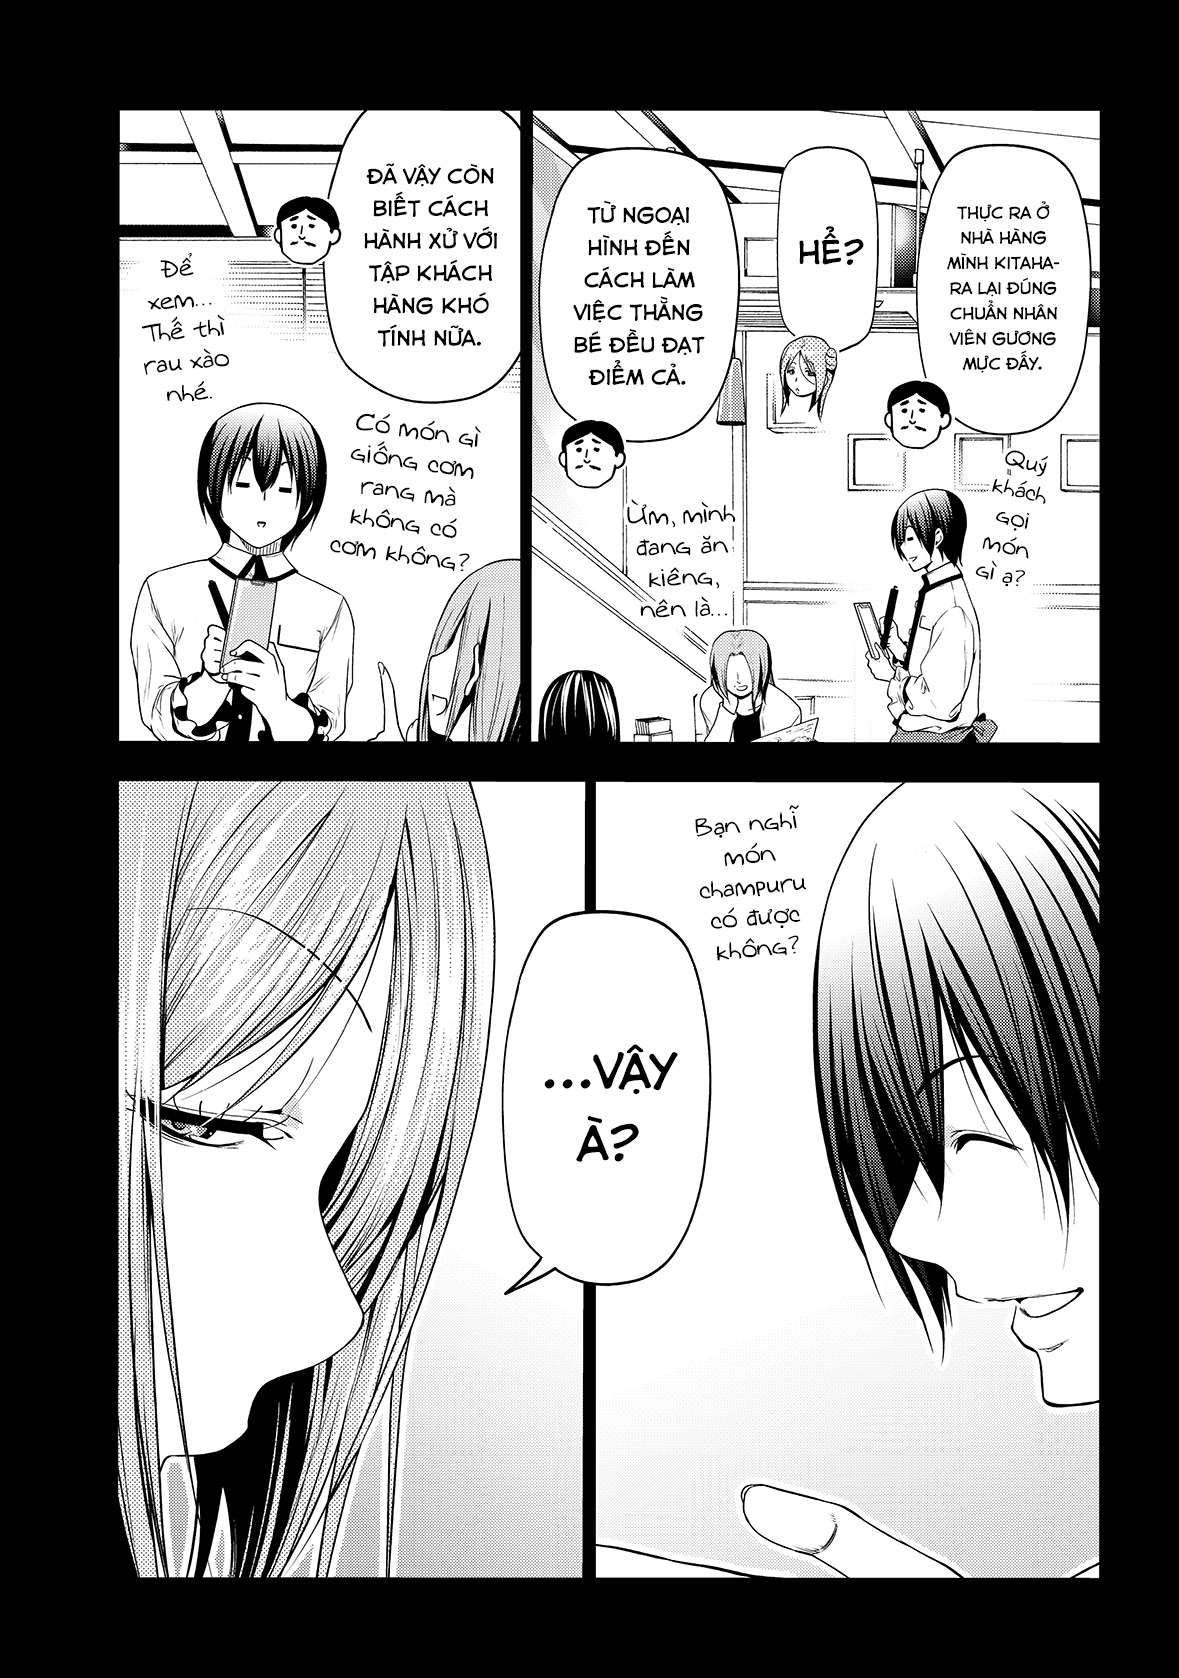 THỰC RA Ở
NHÀ HÀNG
MÌNH KITAHA-
RA LẠI ĐÚNG
CHUẨN NHÂN
VIÊN GƯƠNG
MỰC ĐẤY.
HỂ?
TỪ NGOẠI
HÌNH ĐẾN
CÁCH LÀM
VIỆC THẰNG
BÉ ĐỀU ĐẠT
ĐIỂM CẢ.
Quý
khách
gọi
món
gì ạ?
Ừm, mình
đang ăn
kiêng,
nên là...
ĐÃ VẬY CÒN
BIẾT CÁCH
HÀNH XỬ VỚI
TẬP KHÁCH
HÀNG KHÓ
TÍNH NỮA.
Có món gì
giống cơm
rang mà
không có
cơm không?
Để
xem...
Thế thì
rau xào
nhé.
Bạn nghĩ
món
champuru
có được
không?
...VẬY
À?